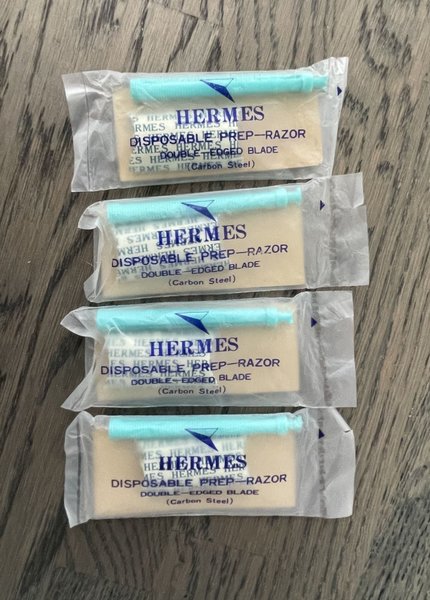 HERMES
DISPOSABLE PREP—RAZOR
DOUBLE-EDGED BLADE
(Carbon Steel)
HERMES
DISPOSABLE PREP—RAZOR
DOUBLE-EDGED BLADE
(Carbon Steel)
HERMES
DISPOSABLE PREP—RAZOR
DOUBLE-EDGED BLADE
(Carbon Steel)
HERMES
DISPOSABLE PREP-RAZOR
DOUBLE-EDGED BLADE
(Carbon Steel)